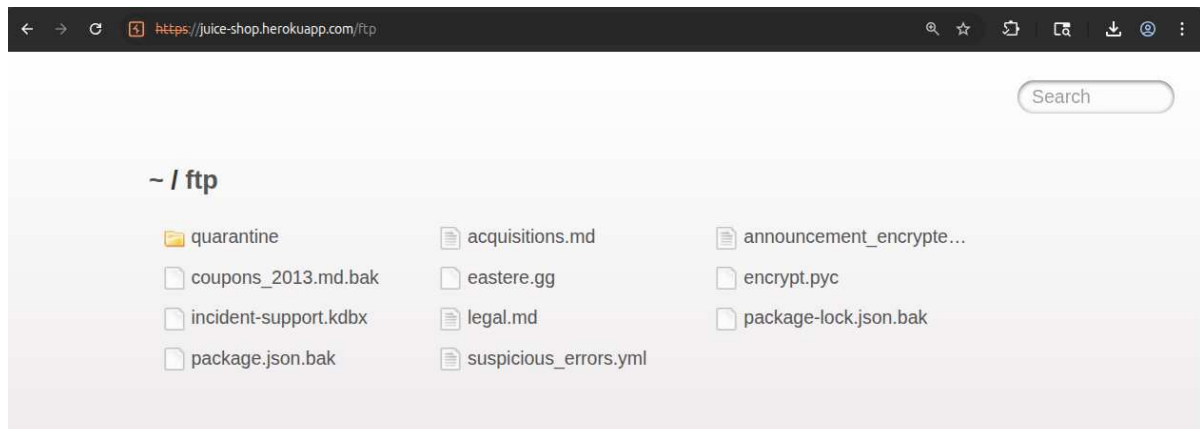 https://juice-shop.herokuapp.com/ftp
Search
~ / ftp
quarantine acquisitions.md announcement_encrypte…
coupons_2013.md.bak eastere.gg encrypt.pyc
incident-support.kdbx legal.md package-lock.json.bak
package.json.bak suspicious_errors.yml